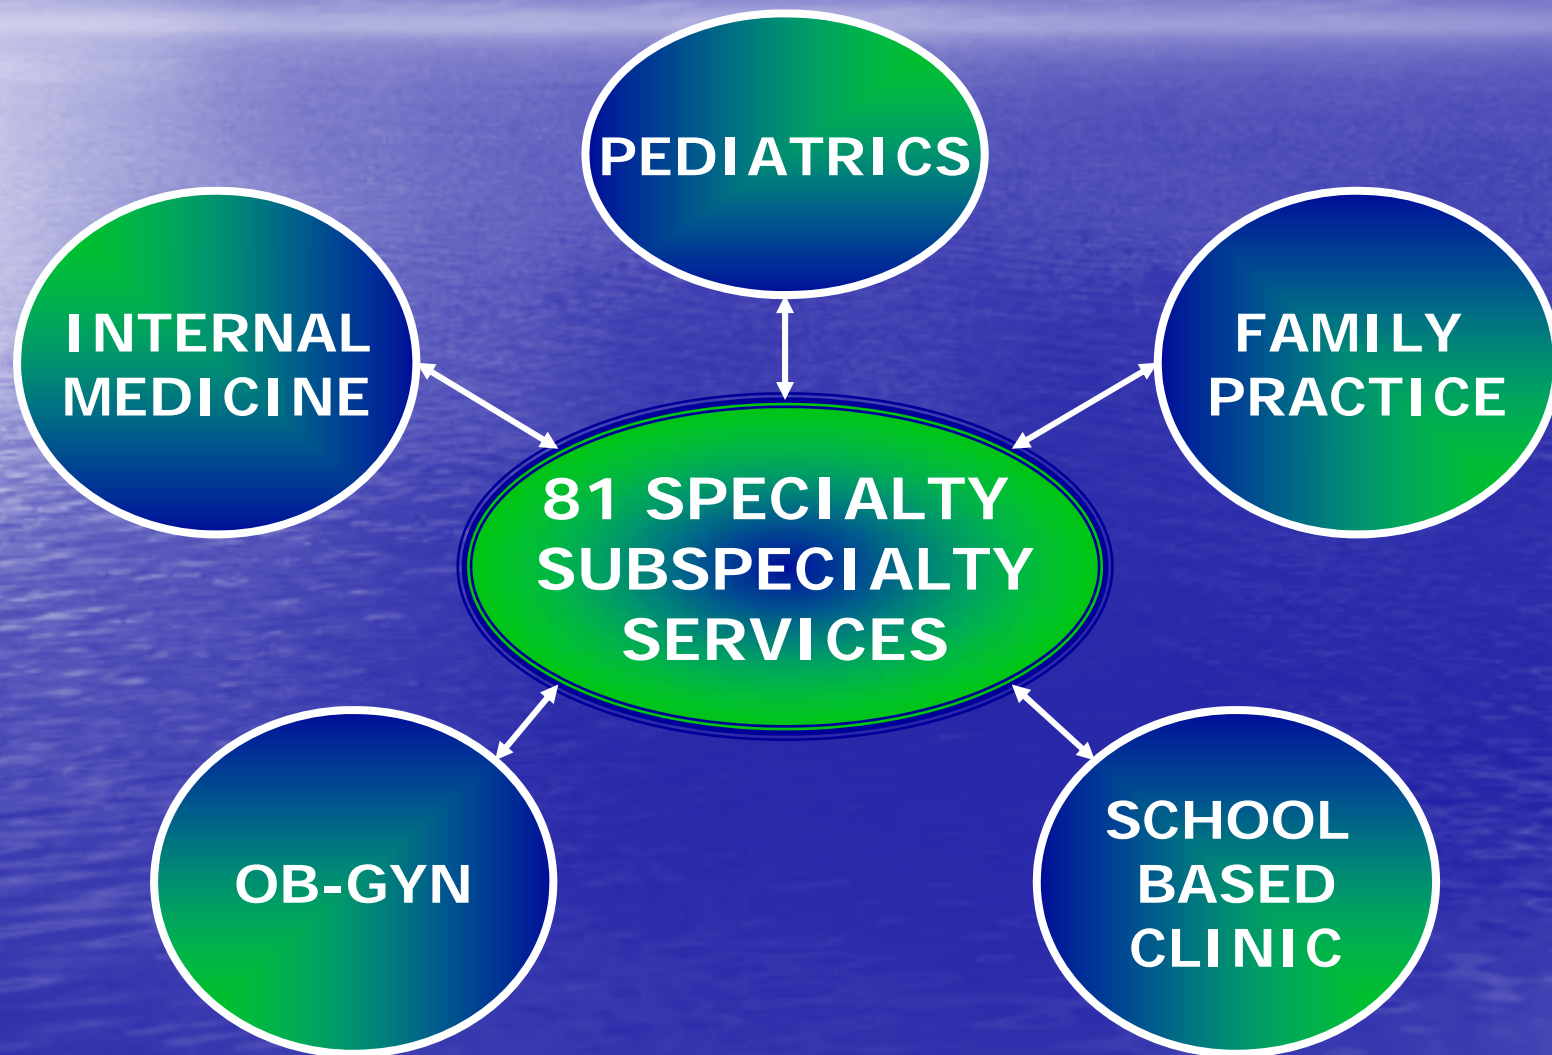 PEDIATRICS
INTERNAL
MEDICINE
FAMILY
PRACTICE
81 SPECIALTY
SUBSPECIALTY
SERVICES
OB-GYN
SCHOOL
BASED
CLINIC